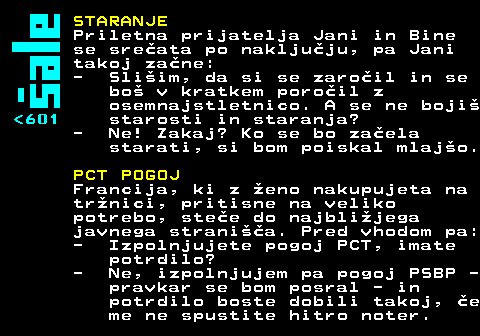 Šale
<601
STARANJE
Priletna prijatelja Jani in Bine
se srečata po naključju, pa Jani
takoj začne:
- Slišim, da si se zaročil in se
boš v kratkem poročil z
osemnajstletnico. A se ne bojiš
starosti in staranja?
- Ne! Zakaj? Ko se bo začela
starati, si bom poiskal mlajšo.
PCT POGOJ
Francija, ki z ženo nakupujeta na
tržnici, pritisne na veliko
potrebo, steče do najbližjega
javnega stranišča. Pred vhodom pa:
- Izpolnjujete pogoj PCT, imate
potrdilo?
- Ne, izpolnjujem pa pogoj PSBP -
pravkar se bom posral - in
potrdilo boste dobili takoj, če
me ne spustite hitro noter.